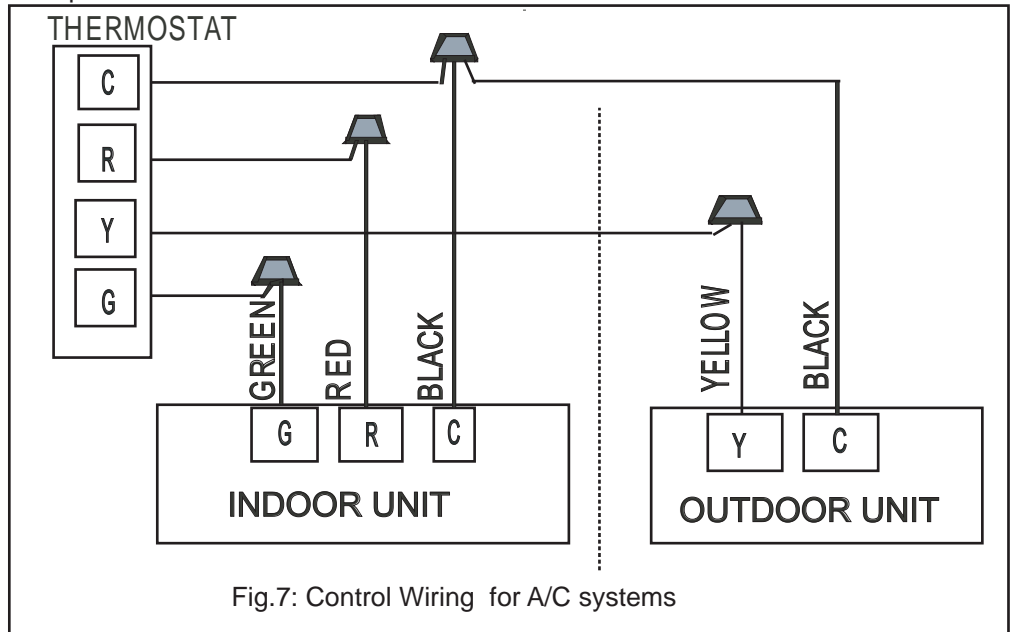 THERMOSTAT
C
R
Y
G
GREEN
RED
BLACK
YELLOW
BLACK
G R C
Y C
INDOOR UNIT
OUTDOOR UNIT
Fig.7: Control Wiring for A/C systems